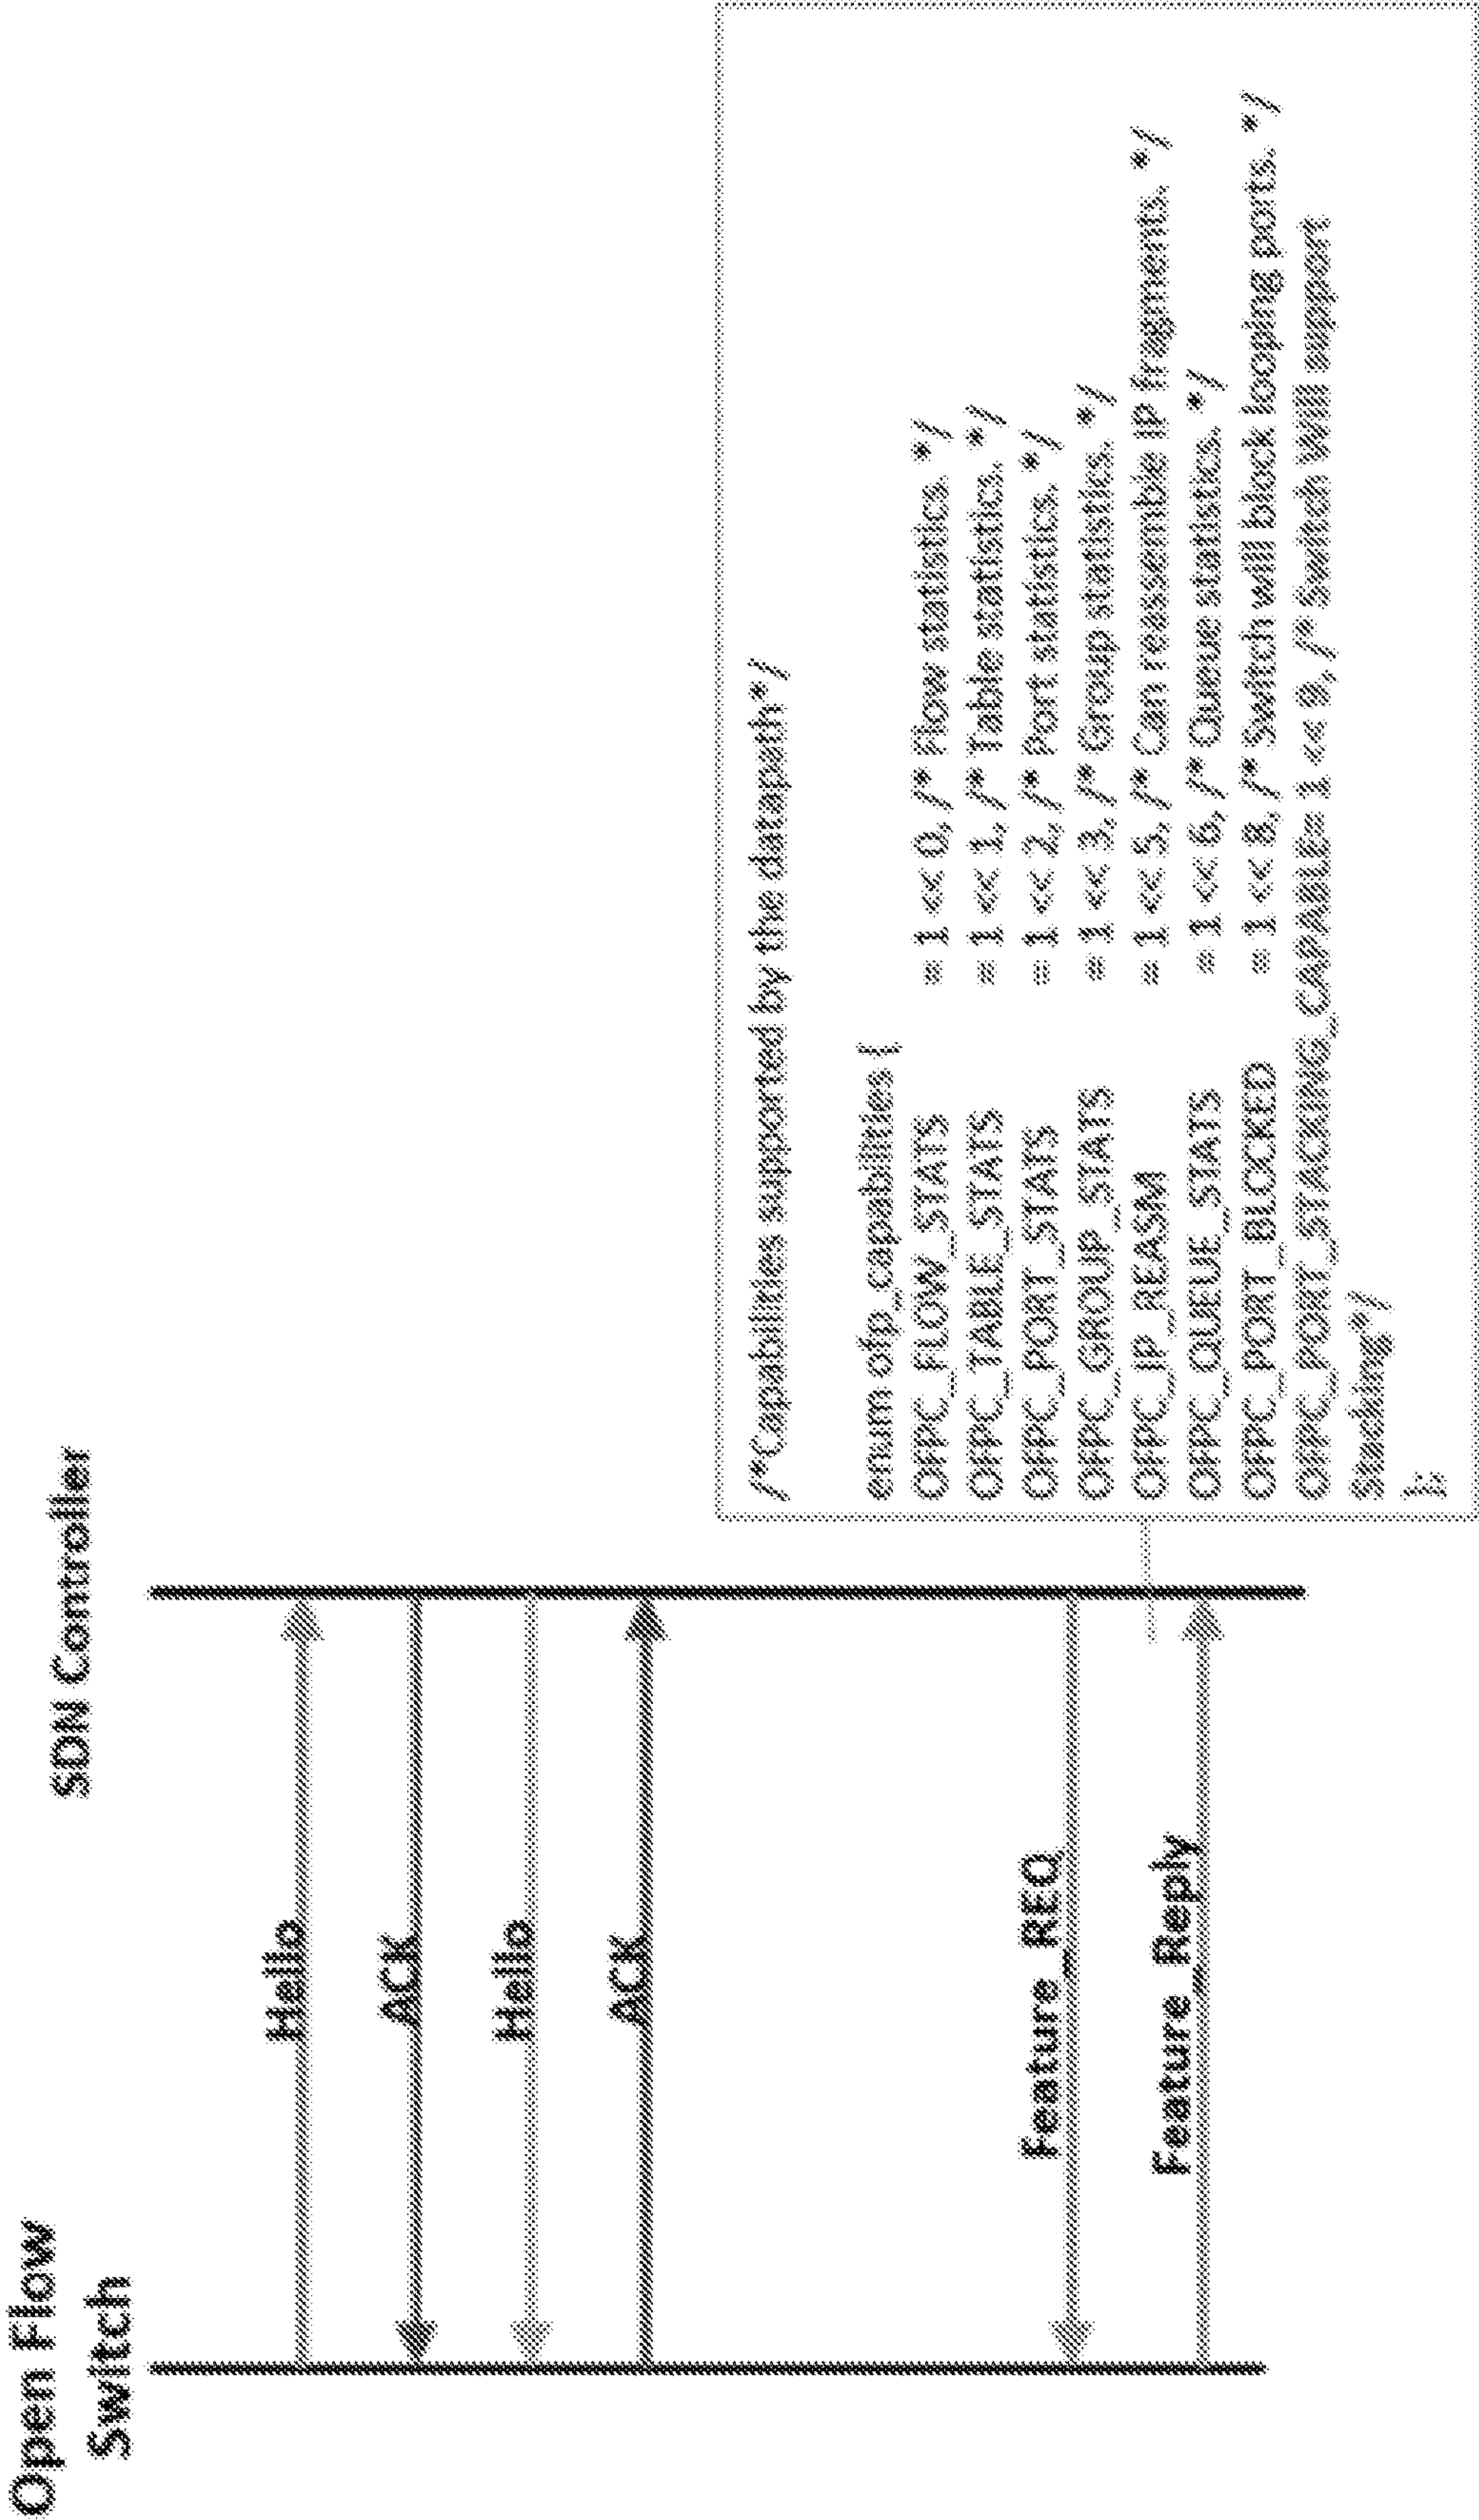 Open Flow
Switch
SDN Controller
Hello
ACK
Hello
ACK
Feature_REQ
Feature_Reply
/*Capabilities supported by the datapath*/
enum ofp_capabilities {
OFPC_FLOW_STATS = 1 << 0, /* Flow statistics. */
OFPC_TABLE_STATS = 1 << 1, /* Table statistics. */
OFPC_PORT_STATS = 1 << 2, /* Port statistics. */
OFPC_GROUP_STATS = 1 << 3, /* Group statistics. */
OFPC_IP_REASM = 1 << 5, /* Can reassemble IP fragments. */
OFPC_QUEUE_STATS = 1 << 6, /* Queue statistics. */
OFPC_PORT_BLOCKED = 1 << 8, /* Switch will block looping ports. */
OFPC_PORT_STACKING_CAPABLE= 1 << 9, /* Switch will support
Stacking*/
};